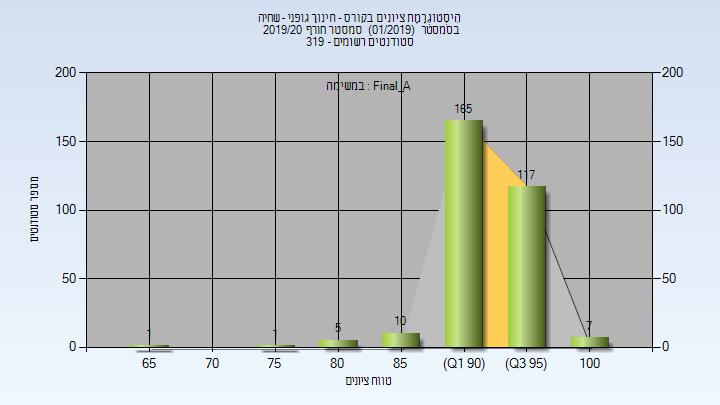 היסטוגרמת ציונים בקורס - חינוך גופני - שחיה
בסמסטר (01/2019) סמסטר חורף 2019/20
סטודנטים רשומים - 319
במשימה : Final_A
200
150
100
50
0
200
150
100
50
0
מספר סטודנטים
1
1
5
10
165
117
7
65
70
75
80
85
(Q1 90)
(Q3 95)
100
טווח ציונים